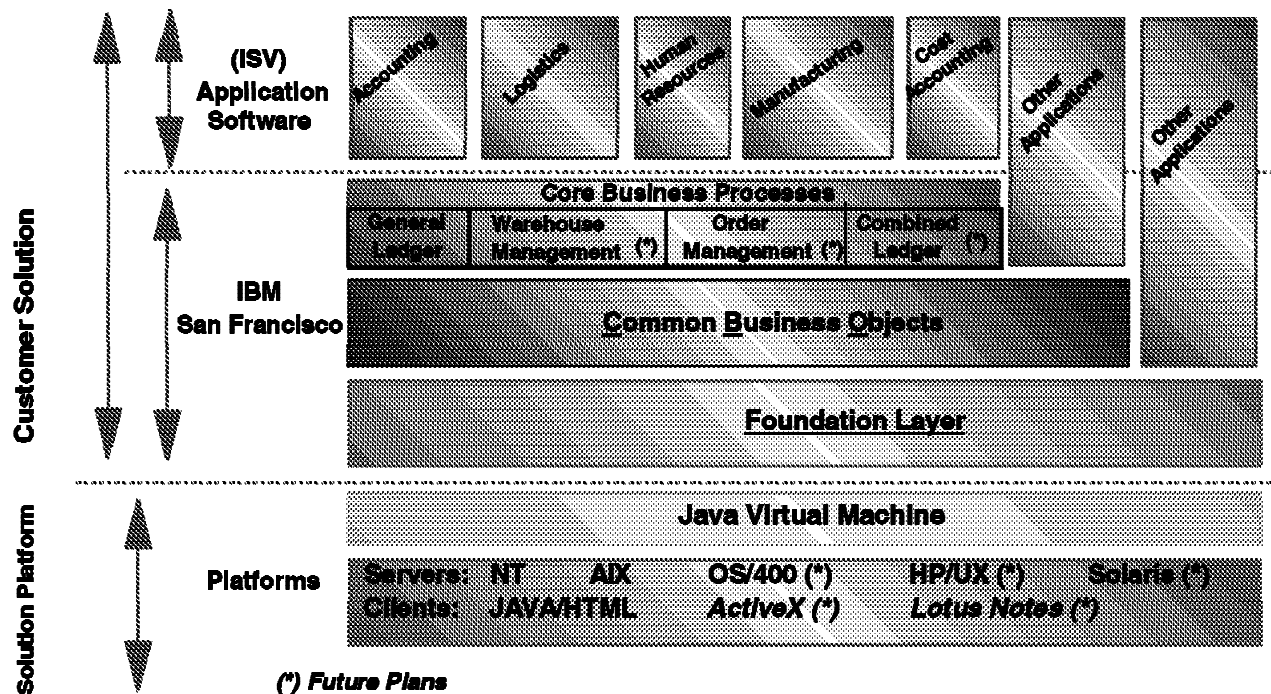 Customer Solution
Solution Platform
(ISV)
Application
Software
Accounting
Logistics
Human
Resources
Manufacturing
Cost
Accounting
Other
Applications
Other
Applications
IBM
San Francisco
Core Business Processes
General
Ledger
Warehouse
Management (*)
Order
Management (*)
Combined
Ledger (*)
Common Business Objects
Foundation Layer
Java Virtual Machine
Platforms
Servers: NT AIX OS/400 (*) HP/UX (*) Solaris (*)
Clients: JAVA/HTML ActiveX (*) Lotus Notes (*)
(*) Future Plans